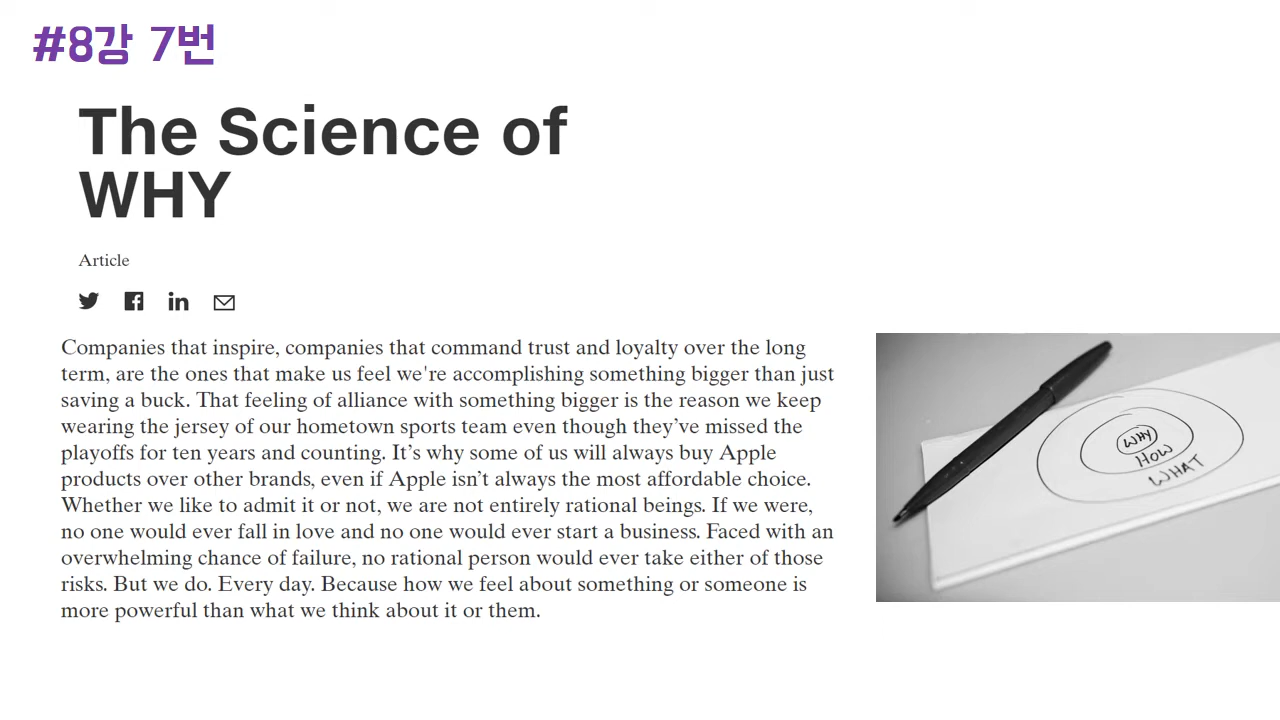 #8강 7번
The Science of
WHY
Article
Companies that inspire, companies that command trust and loyalty over the long
term, are the ones that make us feel we're accomplishing something bigger than just
saving a buck. That feeling of alliance with something bigger is the reason we keep
wearing the jersey of our hometown sports team even though they’ve missed the
playoffs for ten years and counting. It’s why some of us will always buy Apple
products over other brands, even if Apple isn’t always the most affordable choice.
Whether we like to admit it or not, we are not entirely rational beings. If we were,
no one would ever fall in love and no one would ever start a business. Faced with an
overwhelming chance of failure, no rational person would ever take either of those
risks. But we do. Every day. Because how we feel about something or someone is
more powerful than what we think about it or them.
WHY
HOW
WHAT